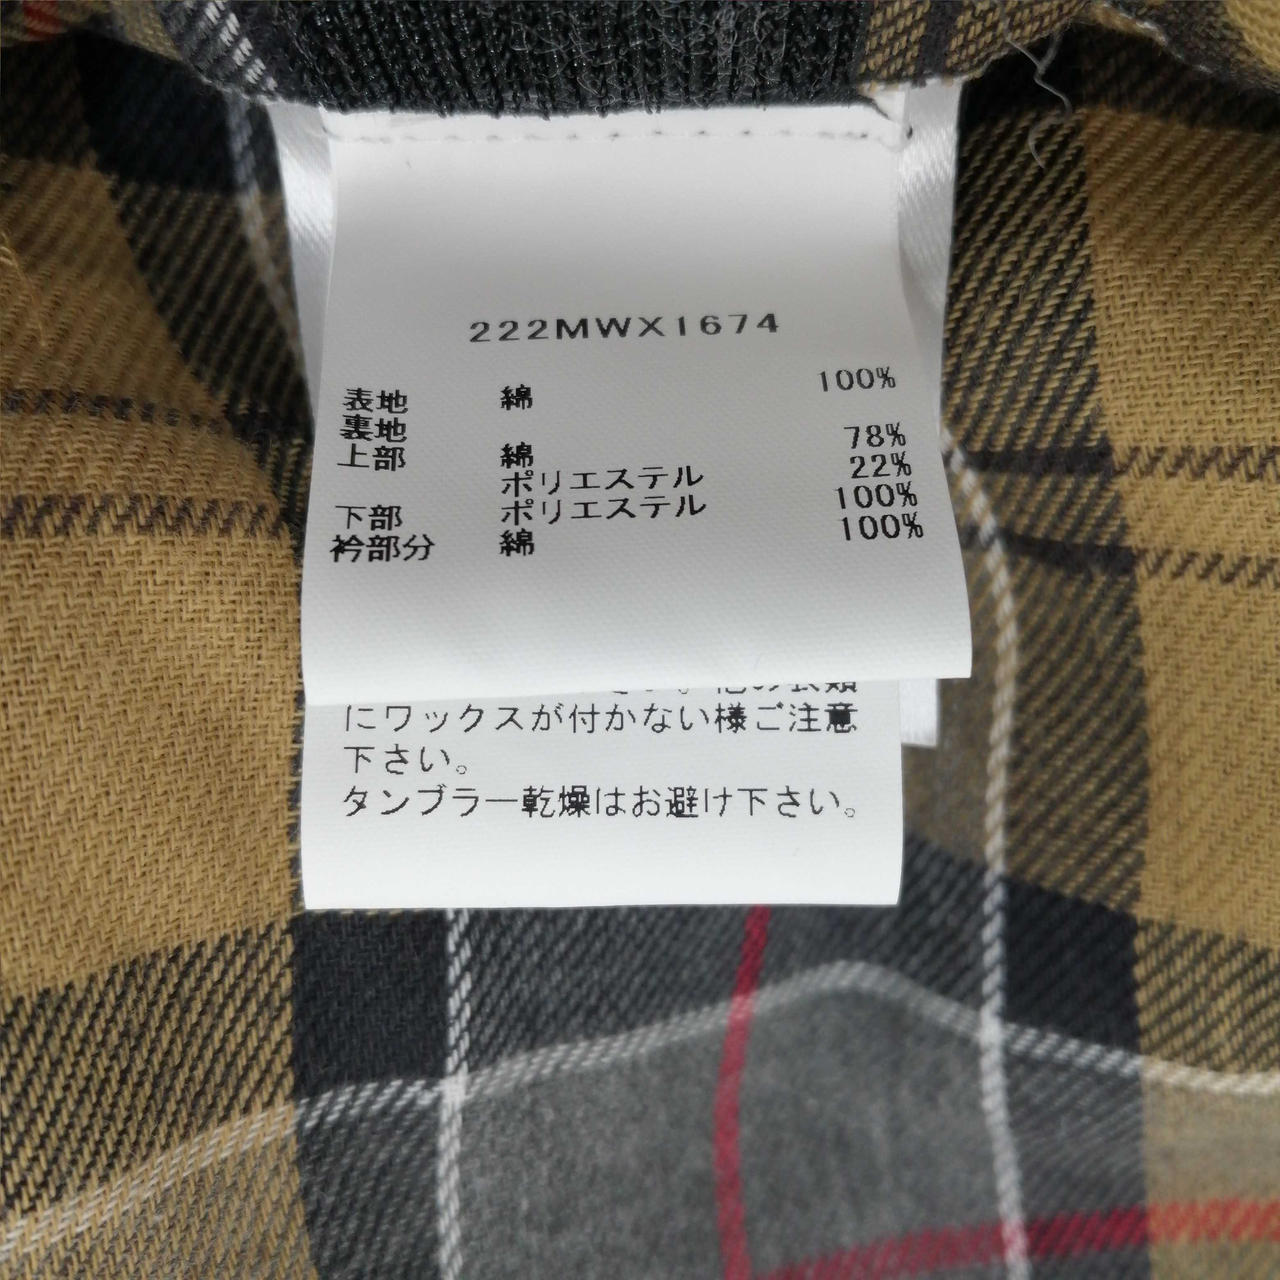 222MWX1674
表地 綿 100%
裏地
上部 綿 78%
ポリエステル 22%
下部 ポリエステル 100%
衿部分 綿 100%
にワックスが付かない様ご注意
下さい。
タンブラー乾燥はお避け下さい。